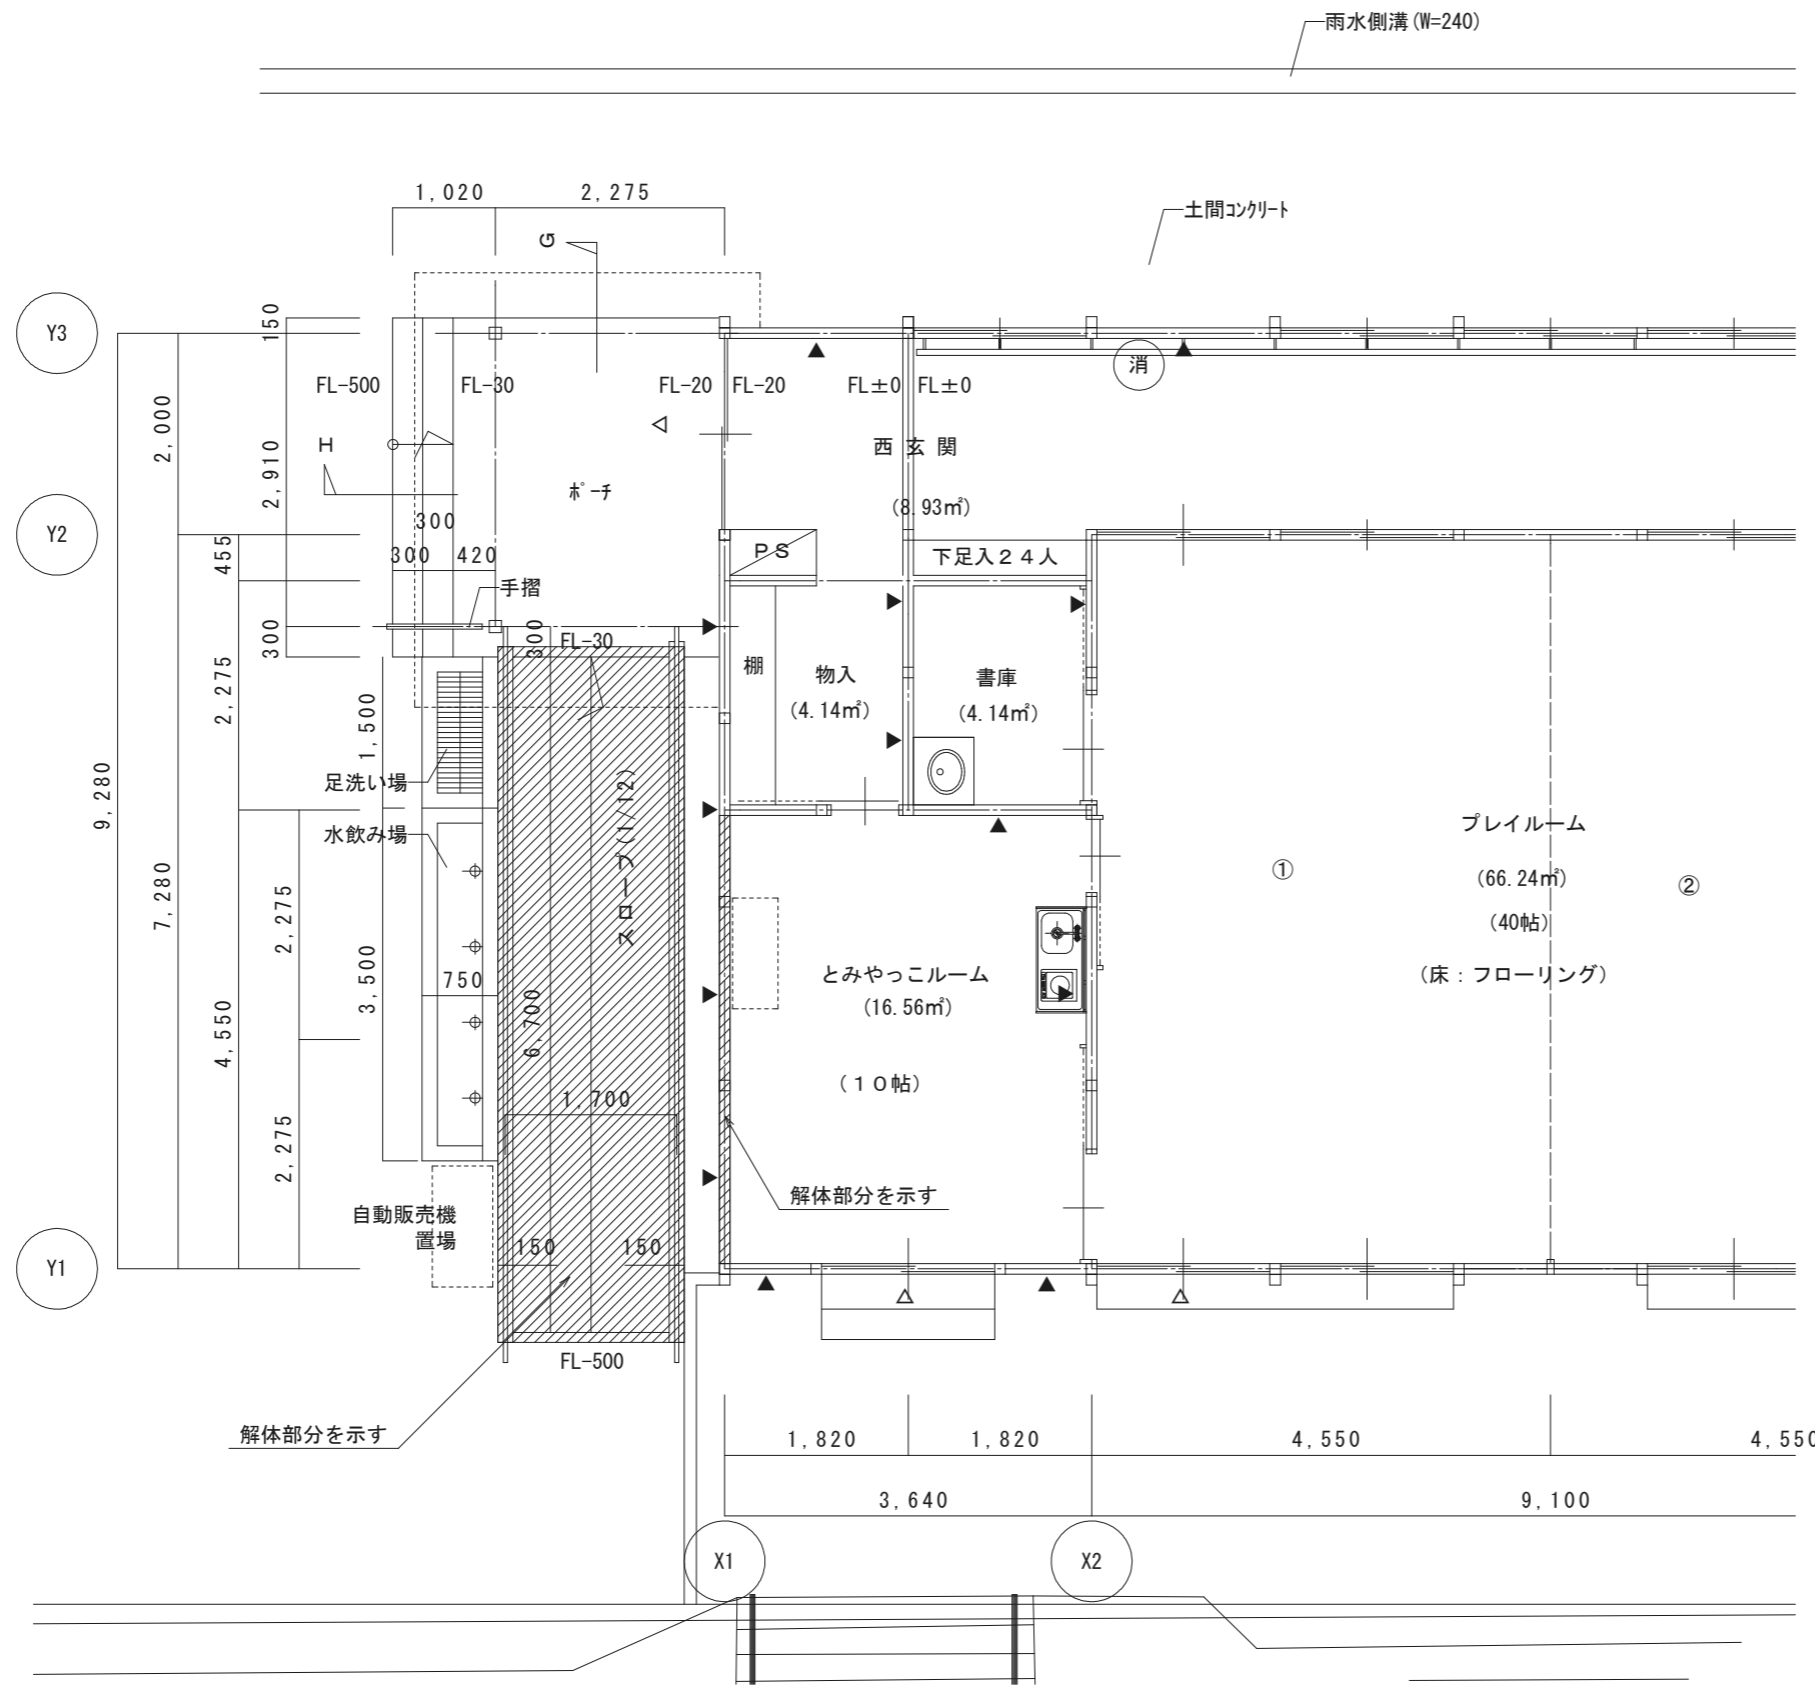 雨水側溝(W=240)
1,020
2,275
土間ｺﾝｸﾘｰﾄ
G
Y3
150
消
FL-500
FL-30
FL-20
FL-20
FL±0
FL±0
2,000
2,910
H
西玄関
ﾎﾟｰﾁ
(8.93㎡)
Y2
300
455
300
420
PS
下足入２４人
手摺
300
300
FL-30
2,275
棚
物入
(4.14㎡)
書庫
(4.14㎡)
1,500
9,280
足洗い場
水飲み場
スロープ(1/12)
プレイルーム
①
(66.24㎡)
②
(40帖)
7,280
2,275
とみやっこルーム
(床：フローリング)
750
3,500
(16.56㎡)
6,700
4,550
(１０帖)
1,700
2,275
解体部分を示す
自動販売機
置場
150
150
Y1
FL-500
解体部分を示す
1,820
1,820
4,550
4,550
3,640
9,100
X1
X2